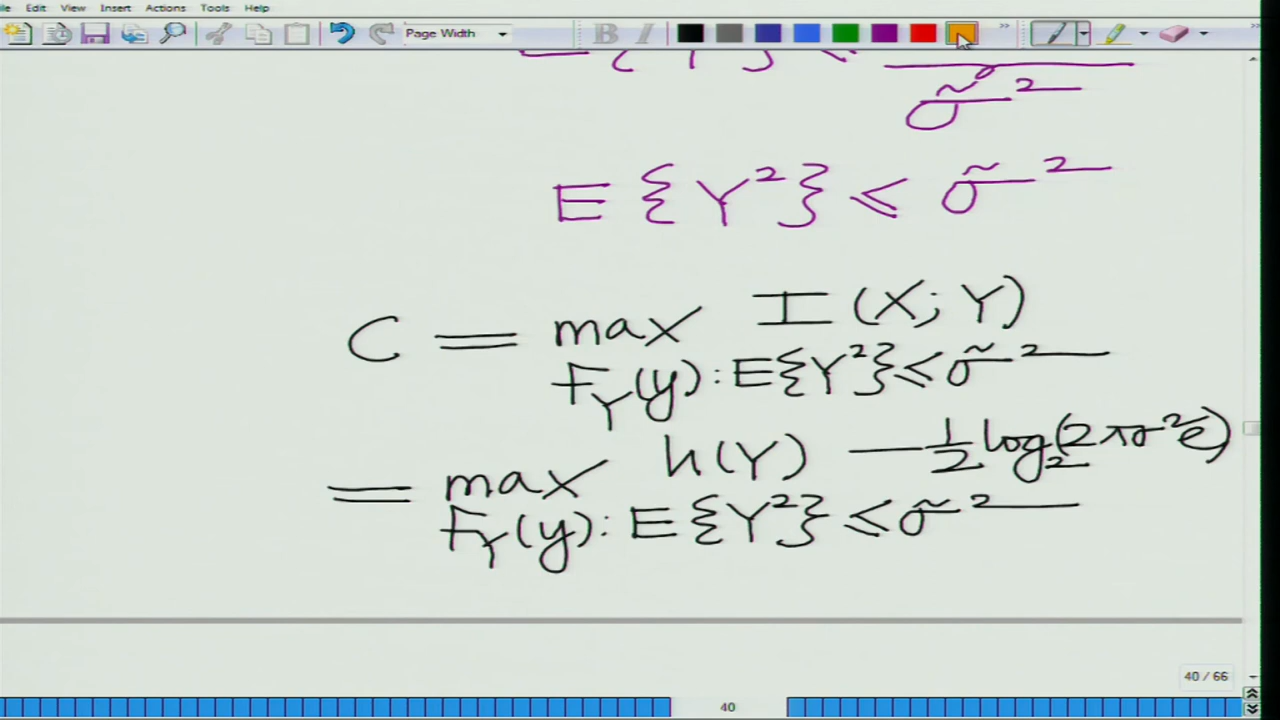 Edit View Insert Actions Tools Help
Page Width
σ̃²
E{Y²} ≤ σ̃²
C = max I(X;Y)
F_Y(y): E{Y²} ≤ σ̃²
= max h(Y) - 1/2 log₂(2πσ²e)
F_Y(y): E{Y²} ≤ σ̃²
40 / 66
40